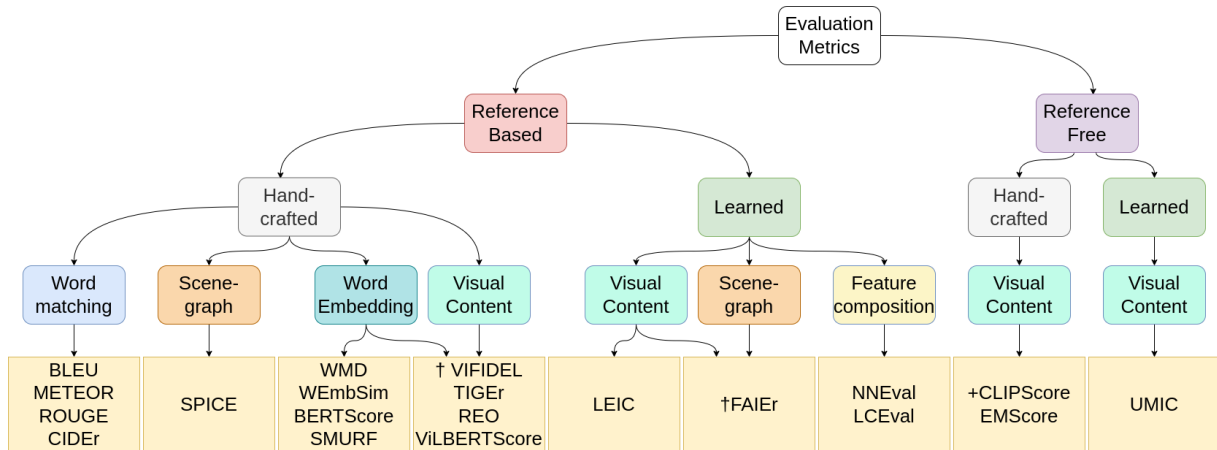 Evaluation
Metrics
Reference
Based
Reference
Free
Hand-
crafted
Learned
Hand-
crafted
Learned
Word
matching
Scene-
graph
Word
Embedding
Visual
Content
Visual
Content
Scene-
graph
Feature
composition
Visual
Content
Visual
Content
BLEU
METEOR
ROUGE
CIDEr
SPICE
WMD
WEmbSim
BERTScore
SMURF
† VIFIDEL
TIGEr
REO
ViLBERTScore
LEIC
†FAIEr
NNEval
LCEval
+CLIPScore
EMScore
UMIC